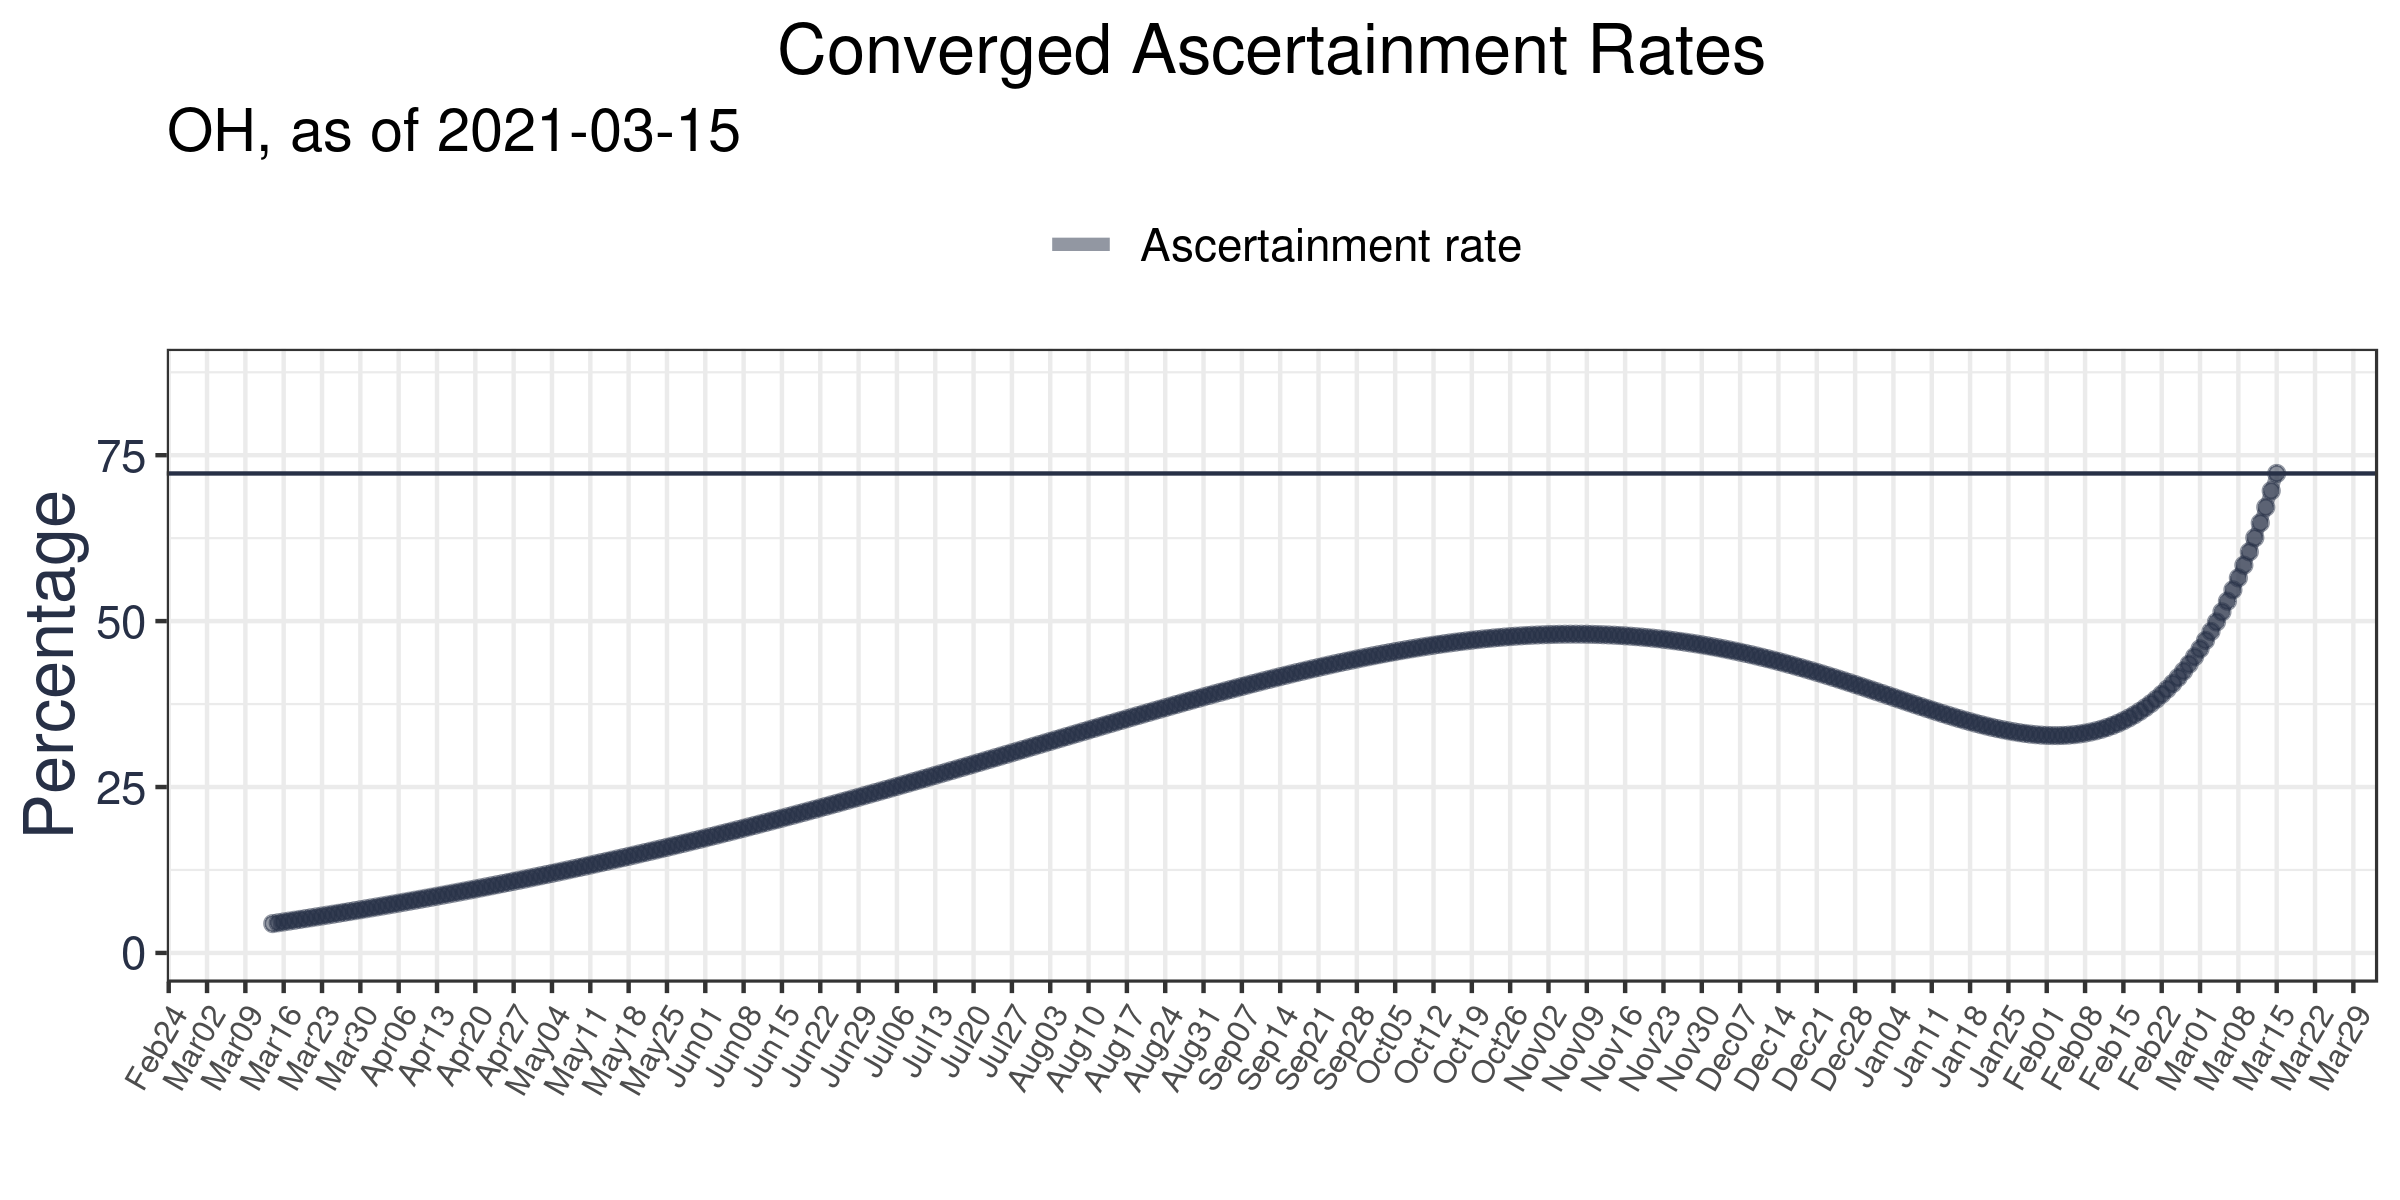 Converged Ascertainment Rates
OH, as of 2021-03-15
Ascertainment rate
Percentage
75
50
25
0
Feb24 Mar02 Mar09 Mar16 Mar23 Mar30 Apr06 Apr13 Apr20 Apr27 May04 May11 May18 May25 Jun01 Jun08 Jun15 Jun22 Jun29 Jul06 Jul13 Jul20 Jul27 Aug03 Aug10 Aug17 Aug24 Aug31 Sep07 Sep14 Sep21 Sep28 Oct05 Oct12 Oct19 Oct26 Nov02 Nov09 Nov16 Nov23 Nov30 Dec07 Dec14 Dec21 Dec28 Jan04 Jan11 Jan18 Jan25 Feb01 Feb08 Feb15 Feb22 Mar01 Mar08 Mar15 Mar22 Mar29